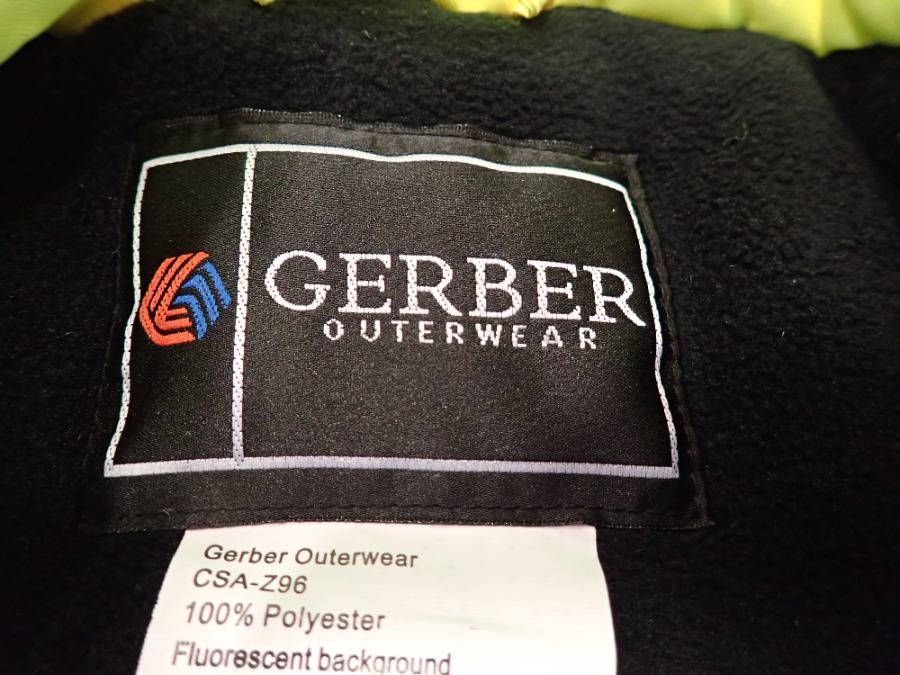 GERBER
OUTERWEAR
Gerber Outerwear
CSA-Z96
100% Polyester
Fluorescent background